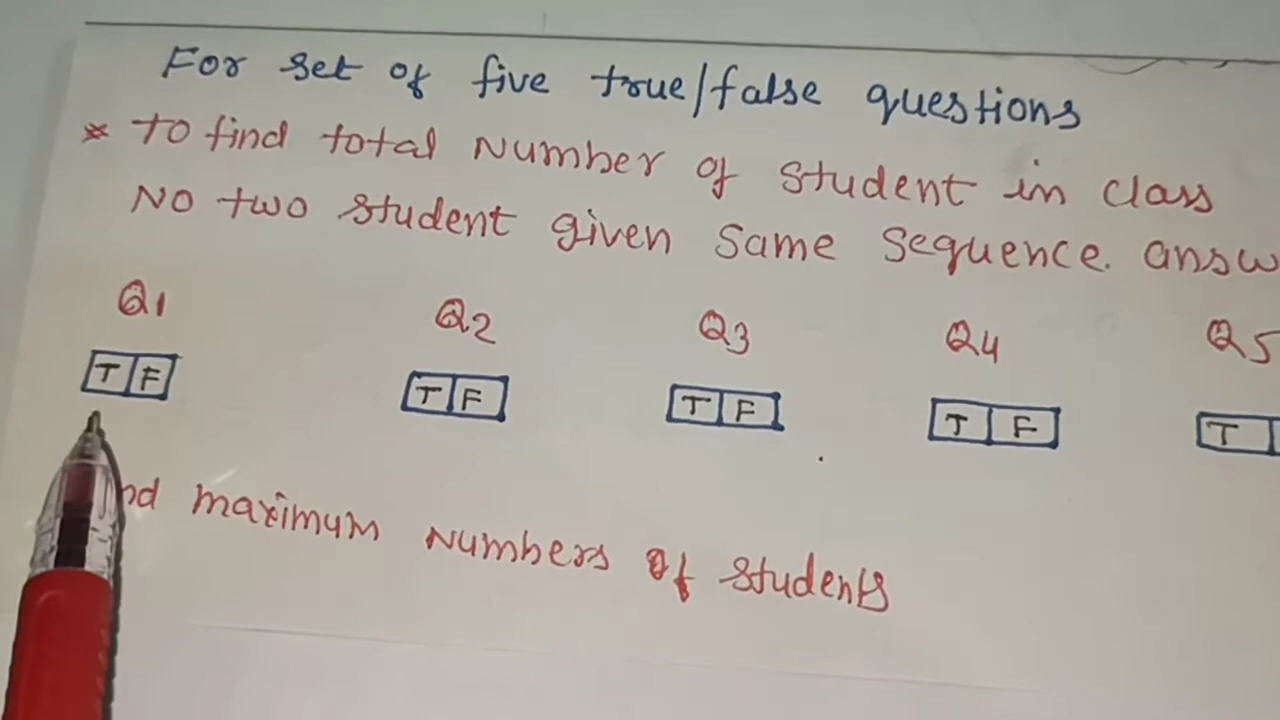 For set of five true/false questions
* To find total Number of student in class
No two student given same sequence. answ
Q1 Q2 Q3 Q4 Q5
T F T F T F T F T
nd maximum Numbers of students